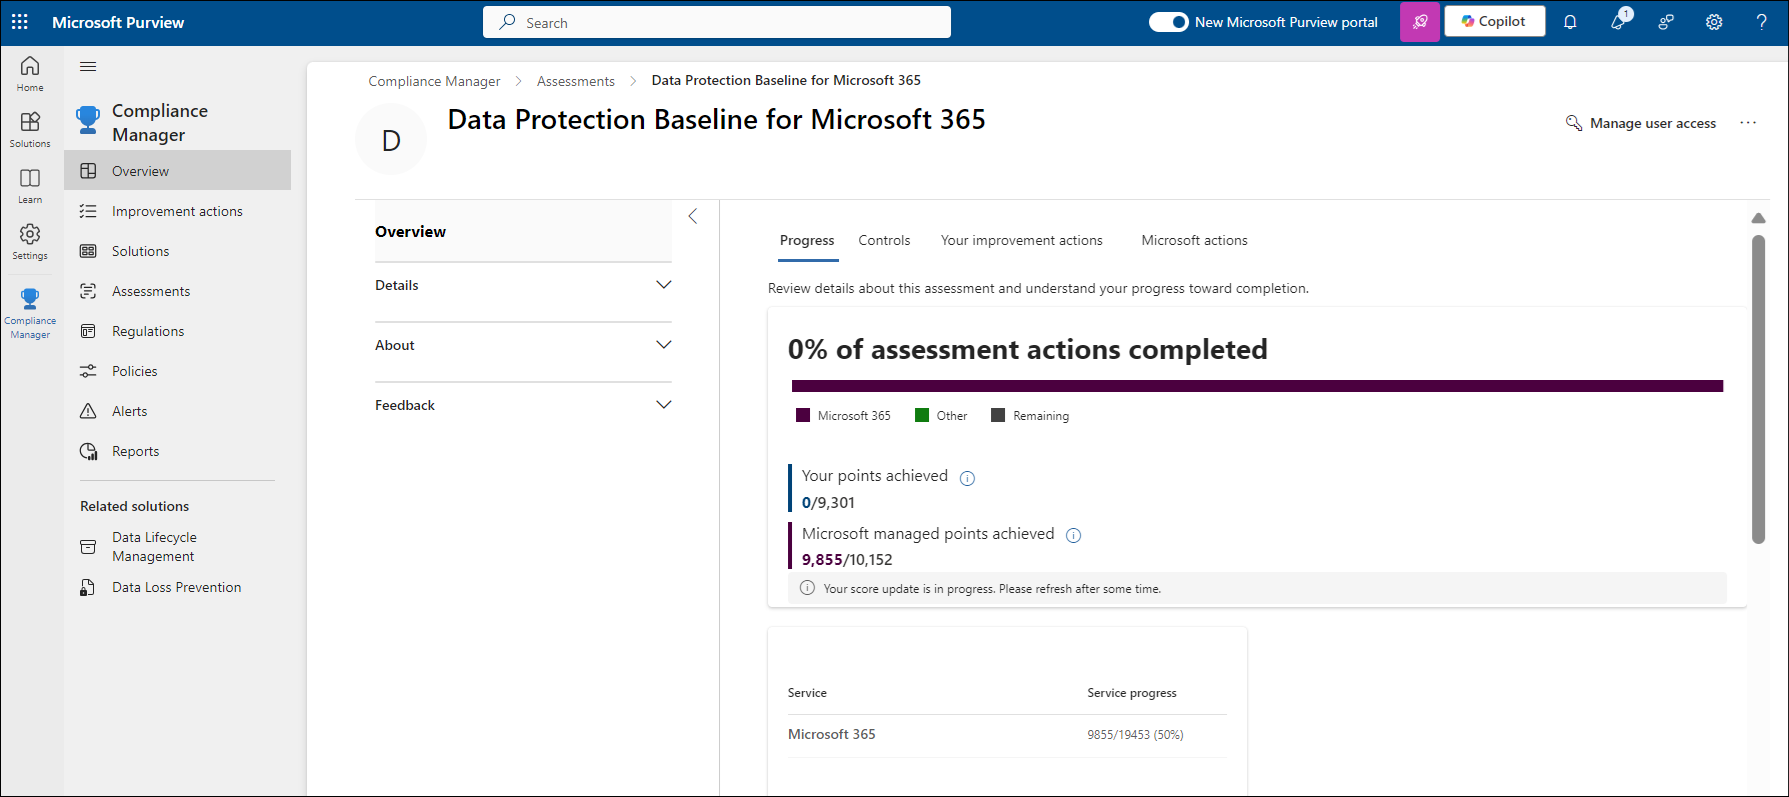 Microsoft Purview
Search
New Microsoft Purview portal
Copilot
1
Home
Solutions
Learn
Settings
Compliance
Manager
Compliance
Manager
Overview
Improvement actions
Solutions
Assessments
Regulations
Policies
Alerts
Reports
Related solutions
Data Lifecycle
Management
Data Loss Prevention
Compliance Manager > Assessments > Data Protection Baseline for Microsoft 365
D
Data Protection Baseline for Microsoft 365
Manage user access
Overview
Details
About
Feedback
Progress Controls Your improvement actions Microsoft actions
Review details about this assessment and understand your progress toward completion.
0% of assessment actions completed
Microsoft 365 Other Remaining
Your points achieved
0/9,301
Microsoft managed points achieved
9,855/10,152
Your score update is in progress. Please refresh after some time.
Service Service progress
Microsoft 365 9855/19453 (50%)